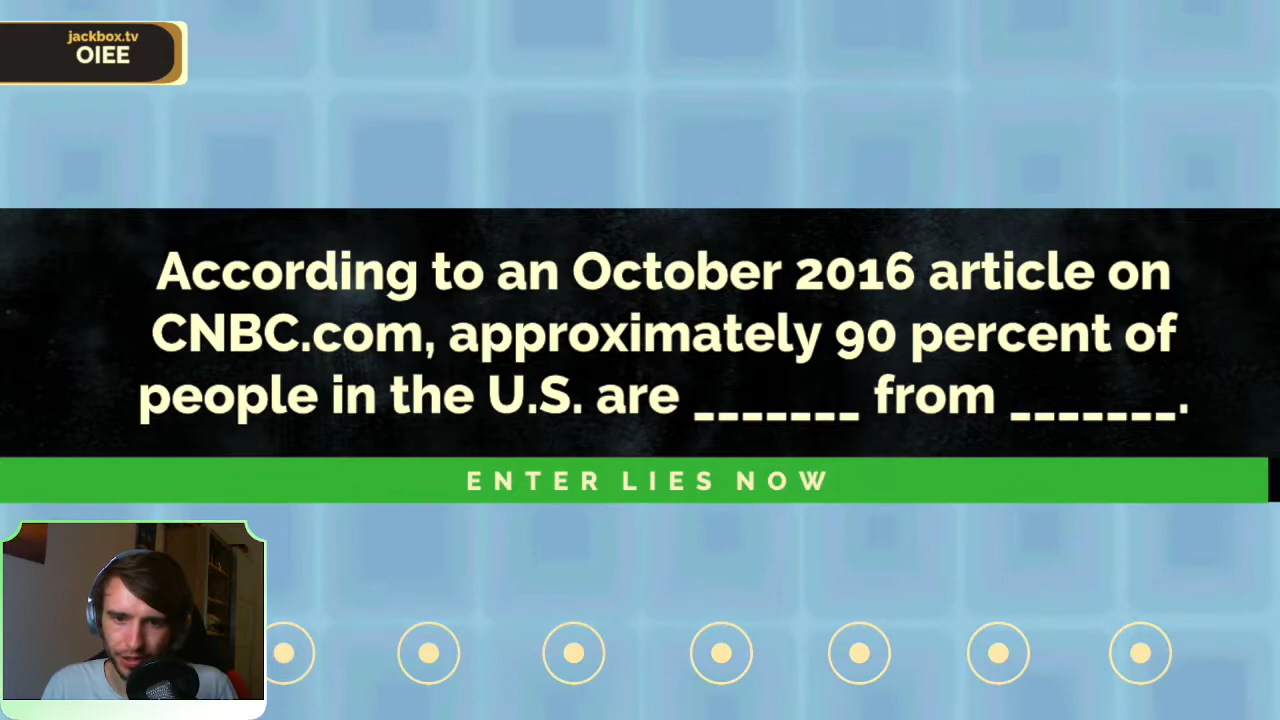 jackbox.tv
OIEE
According to an October 2016 article on
CNBC.com, approximately 90 percent of
people in the U.S. are _______ from _______.
ENTER LIES NOW